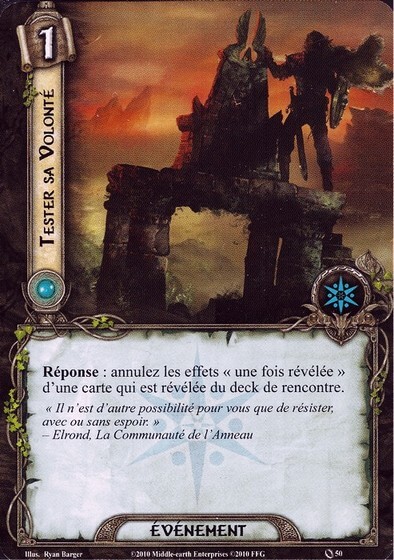 1
TESTER SA VOLONTÉ
Réponse : annulez les effets « une fois révélée »
d'une carte qui est révélée du deck de rencontre.
« Il n'est d'autre possibilité pour vous que de résister,
avec ou sans espoir. »
– Elrond, La Communauté de l'Anneau
ÉVÉNEMENT
Illus. Ryan Barger
©2010 Middle-earth Enterprises ©2010 FFG
50